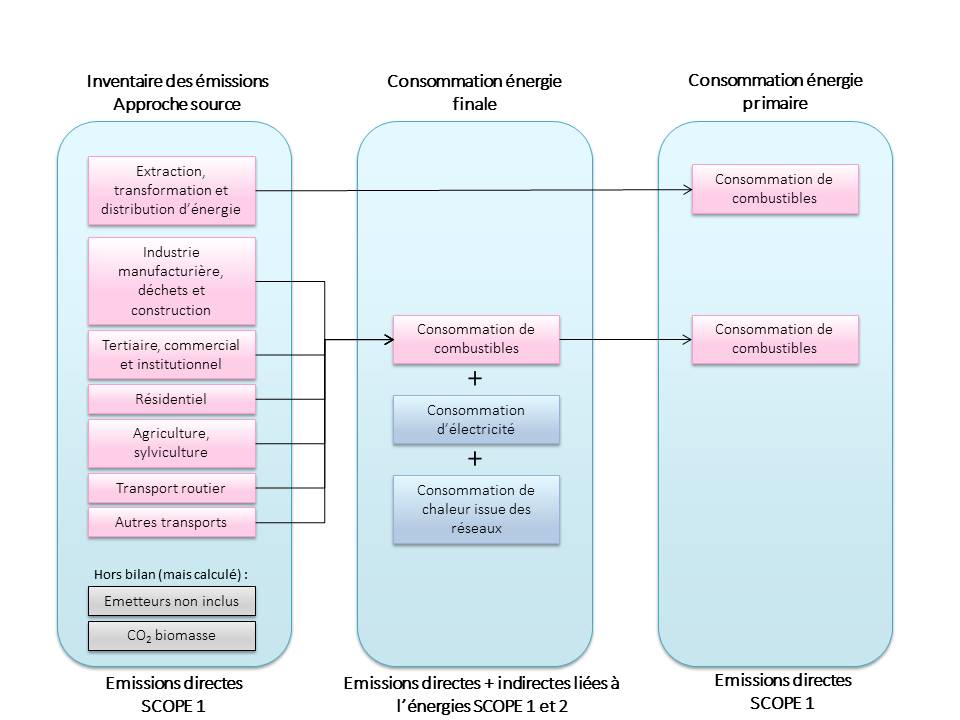 Inventaire des émissions
Approche source
Extraction,
transformation et
distribution d'énergie
Industrie
manufacturière,
déchets et
construction
Tertiaire, commercial
et institutionnel
Résidentiel
Agriculture,
sylviculture
Transport routier
Autres transports
Hors bilan (mais calculé) :
Emetteurs non inclus
CO₂ biomasse
Emissions directes
SCOPE 1
Consommation énergie
finale
Consommation de
combustibles
+
Consommation
d'électricité
+
Consommation de
chaleur issue des
réseaux
Emissions directes + indirectes liées à
l'énergies SCOPE 1 et 2
Consommation énergie
primaire
Consommation de
combustibles
Consommation de
combustibles
Emissions directes
SCOPE 1